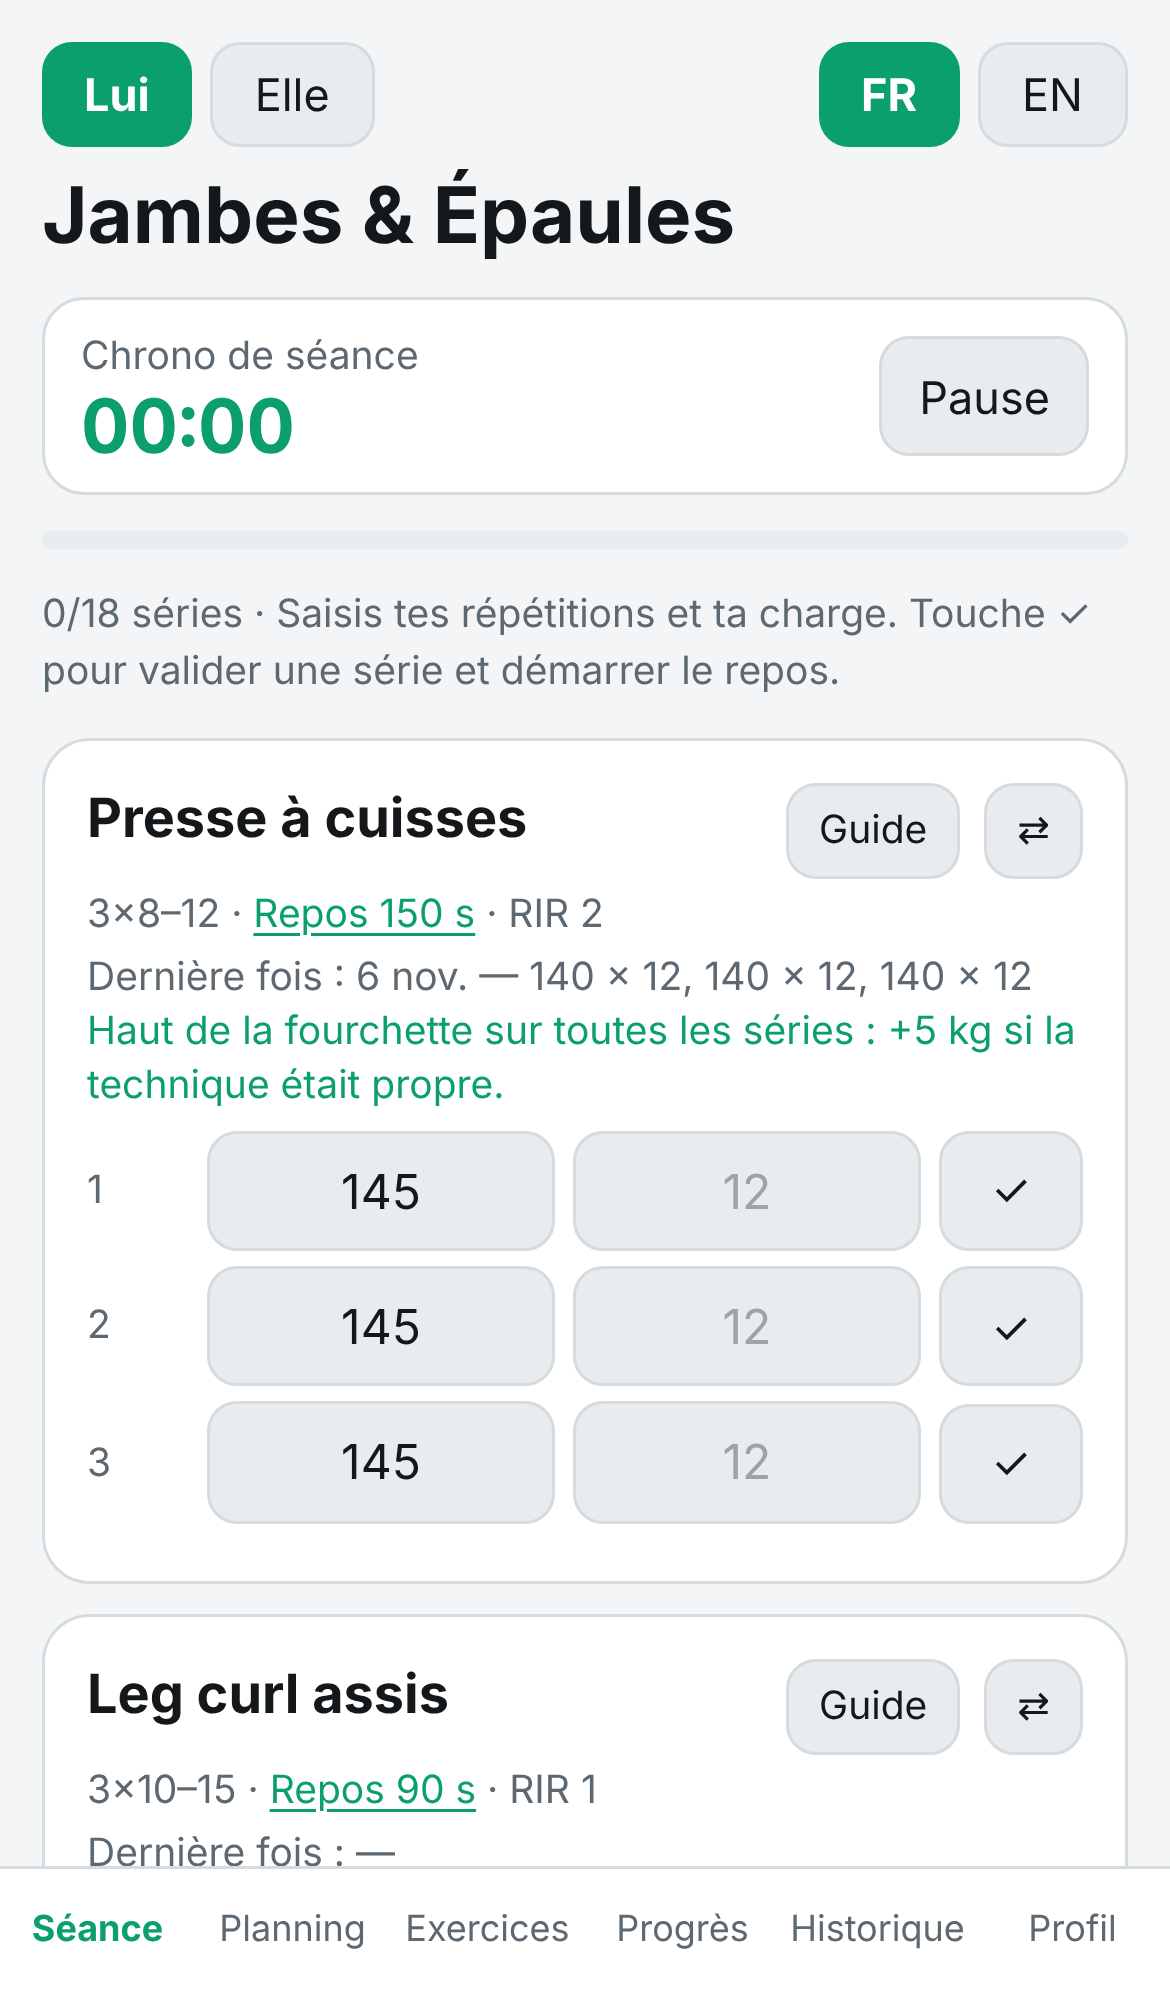 Lui Elle FR EN
Jambes & Épaules
Chrono de séance
00:00
Pause
0/18 séries · Saisis tes répétitions et ta charge. Touche ✓
pour valider une série et démarrer le repos.
Presse à cuisses
Guide ⇄
3×8–12 · Repos 150 s · RIR 2
Dernière fois : 6 nov. — 140 × 12, 140 × 12, 140 × 12
Haut de la fourchette sur toutes les séries : +5 kg si la
technique était propre.
1 145 12 ✓
2 145 12 ✓
3 145 12 ✓
Leg curl assis
Guide ⇄
3×10–15 · Repos 90 s · RIR 1
Dernière fois : —
Séance Planning Exercices Progrès Historique Profil